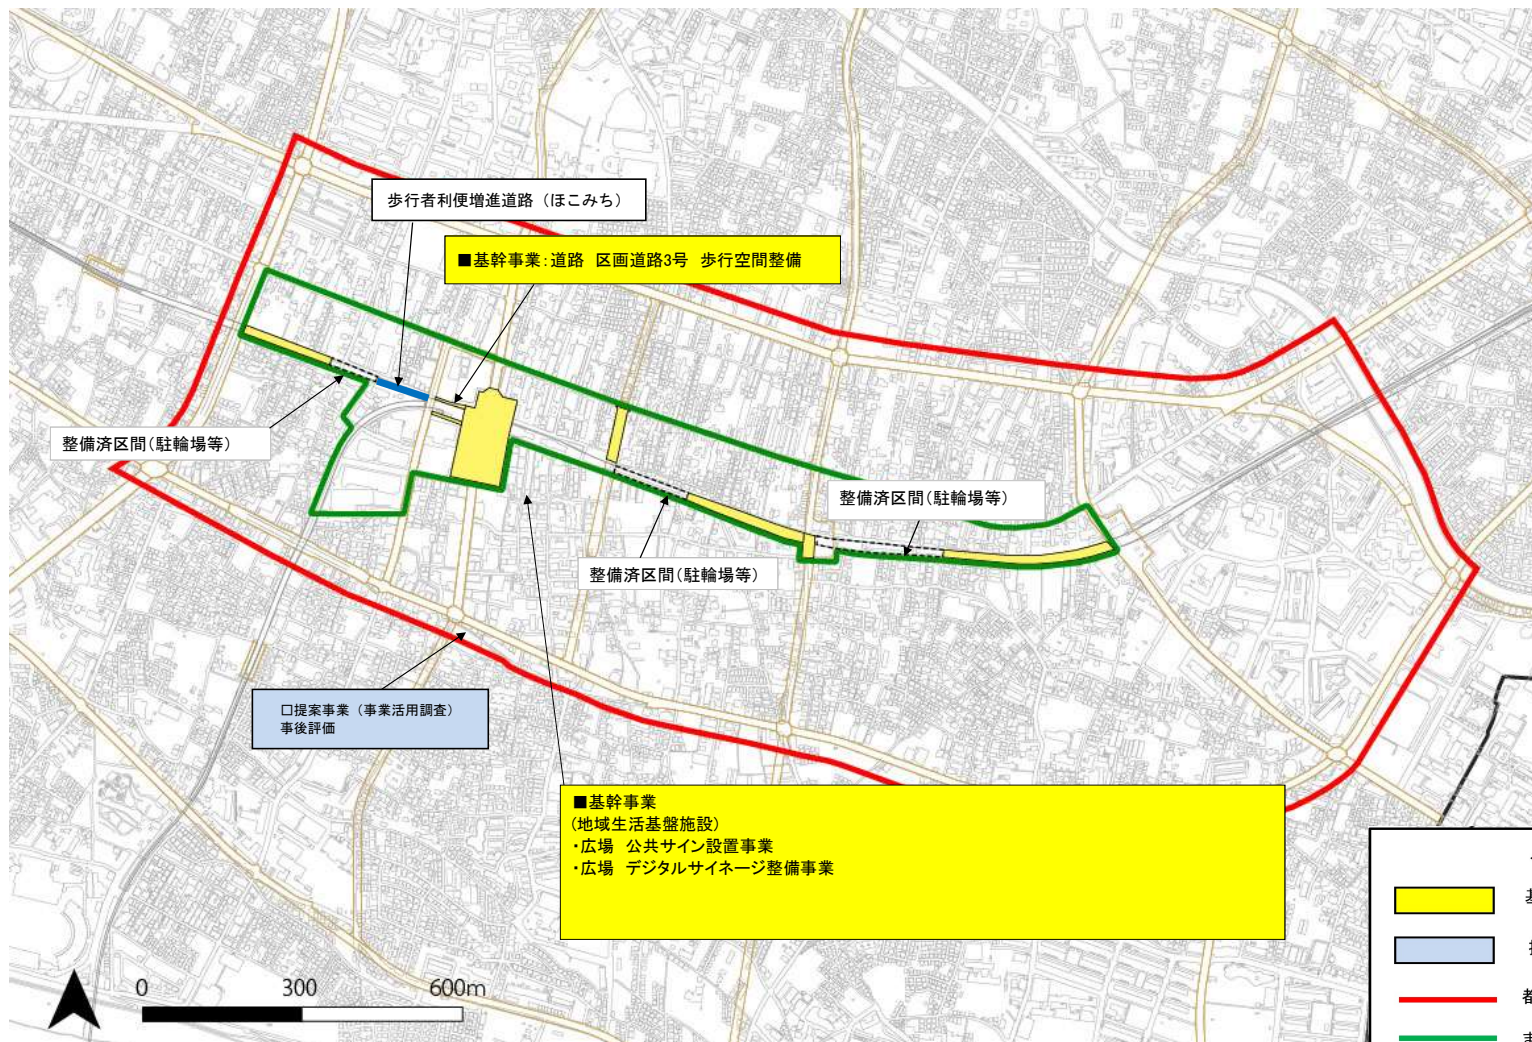 歩行者利便増進道路（ほこみち）
■基幹事業：道路　区画道路3号　歩行空間整備
整備済区間（駐輪場等）
整備済区間（駐輪場等）
整備済区間（駐輪場等）
口提案事業（事業活用調査）
事後評価
■基幹事業
（地域生活基盤施設）
・広場　公共サイン設置事業
・広場　デジタルサイネージ整備事業
0　300　600m